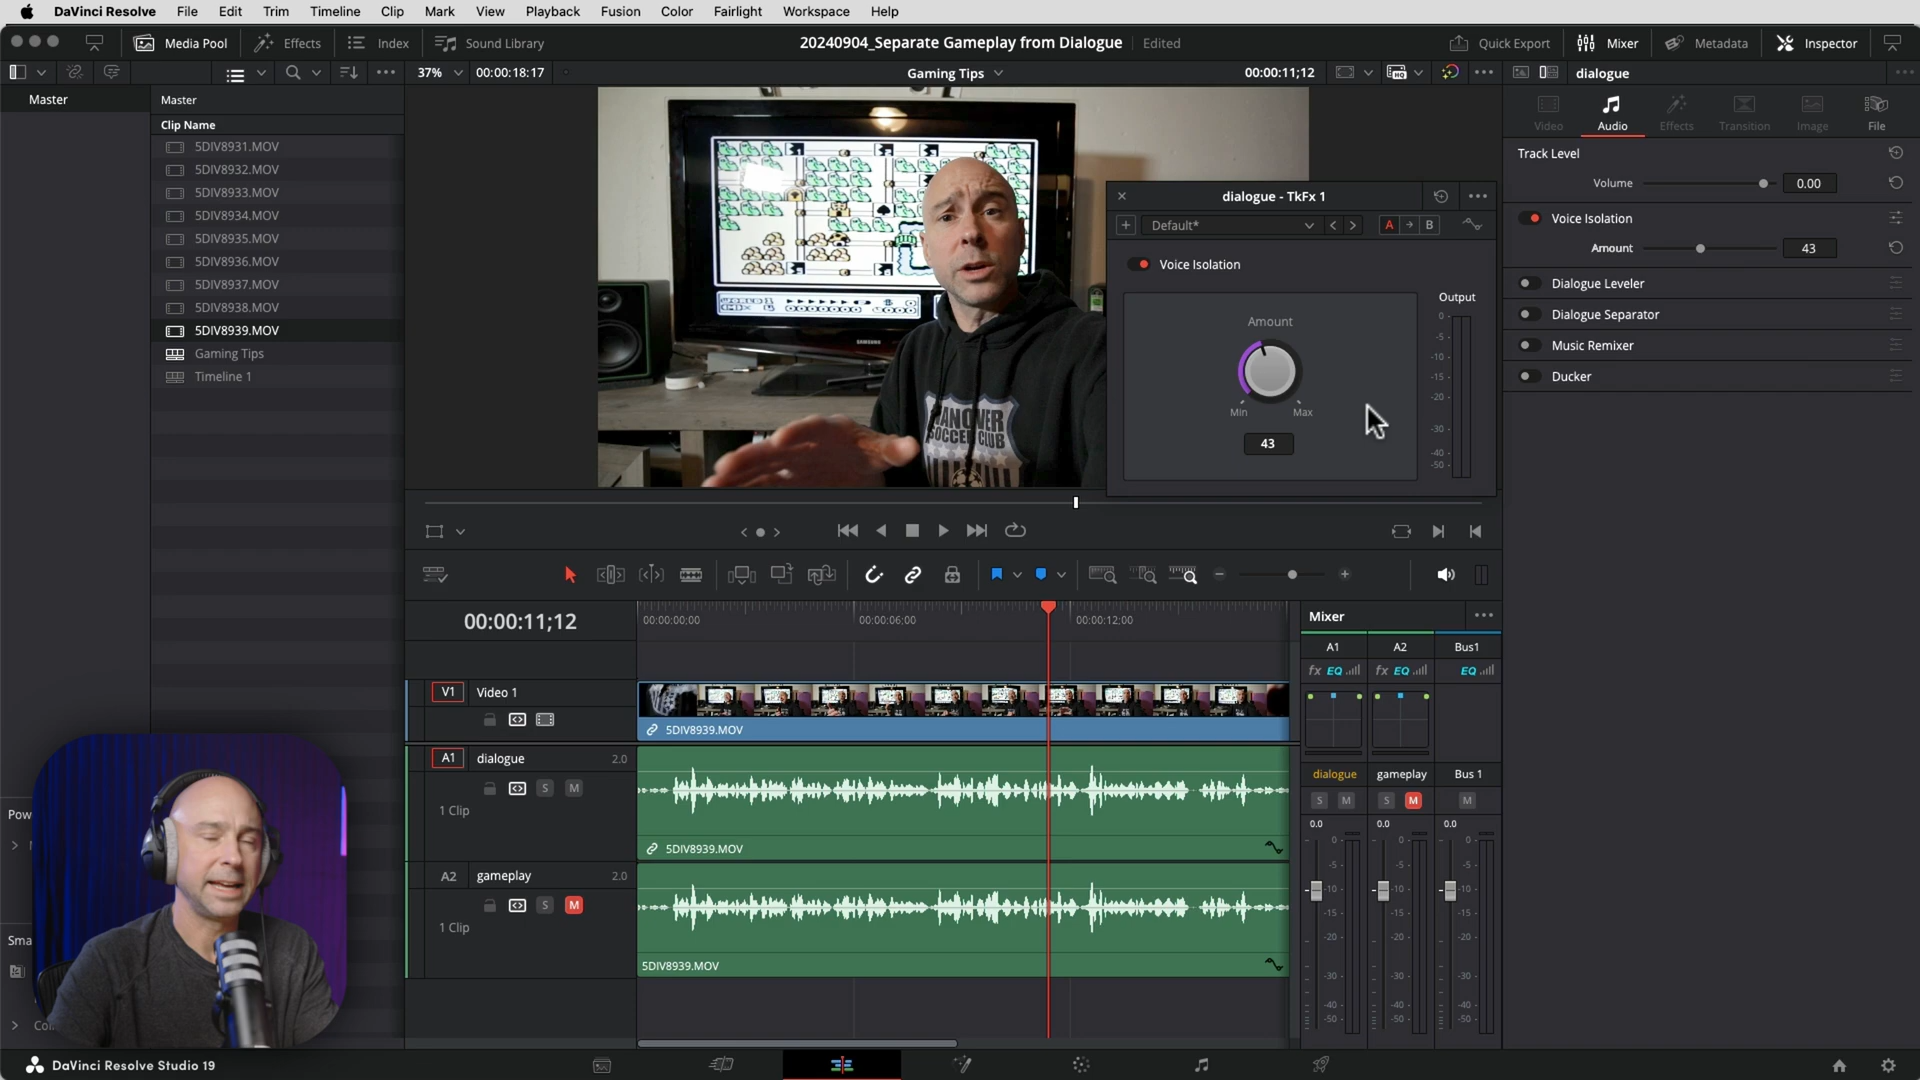 DaVinci Resolve File Edit Trim Timeline Clip Mark View Playback Fusion Color Fairlight Workspace Help
Media Pool Effects Index Sound Library 20240904_Separate Gameplay from Dialogue Edited Quick Export Mixer Metadata Inspector
37% 00:00:18:17 Gaming Tips 00:00:11;12 dialogue
Master Master
Clip Name
5DIV8931.MOV
5DIV8932.MOV
5DIV8933.MOV
5DIV8934.MOV
5DIV8935.MOV
5DIV8936.MOV
5DIV8937.MOV
5DIV8938.MOV
5DIV8939.MOV
Gaming Tips
Timeline 1
SAMSUNG
HANOVER
SOCCER CLUB
dialogue - TkFx 1
Default* A B
Voice Isolation
Amount
Min Max
43
Output
0
-5
-10
-15
-20
-30
-40
-50
Video Audio Effects Transition Image File
Track Level
Volume 0.00
Voice Isolation
Amount 43
Dialogue Leveler
Dialogue Separator
Music Remixer
Ducker
00:00:11;12
00:00:00;00 00:00:06;00 00:00:12;00
V1 Video 1
5DIV8939.MOV
A1 dialogue 2.0
S M
1 Clip
5DIV8939.MOV
A2 gameplay 2.0
S M
1 Clip
5DIV8939.MOV
Mixer
A1 A2 Bus1
fx EQ fx EQ EQ
dialogue gameplay Bus 1
S M S M M
0.0 0.0 0.0
0 0 0
-5 -5 -5
-10 -10 -10
-15 -15 -15
-20 -20 -20
-30 -30 -30
-40 -40 -40
-50 -50 -50
Pow
Sma
Co
DaVinci Resolve Studio 19